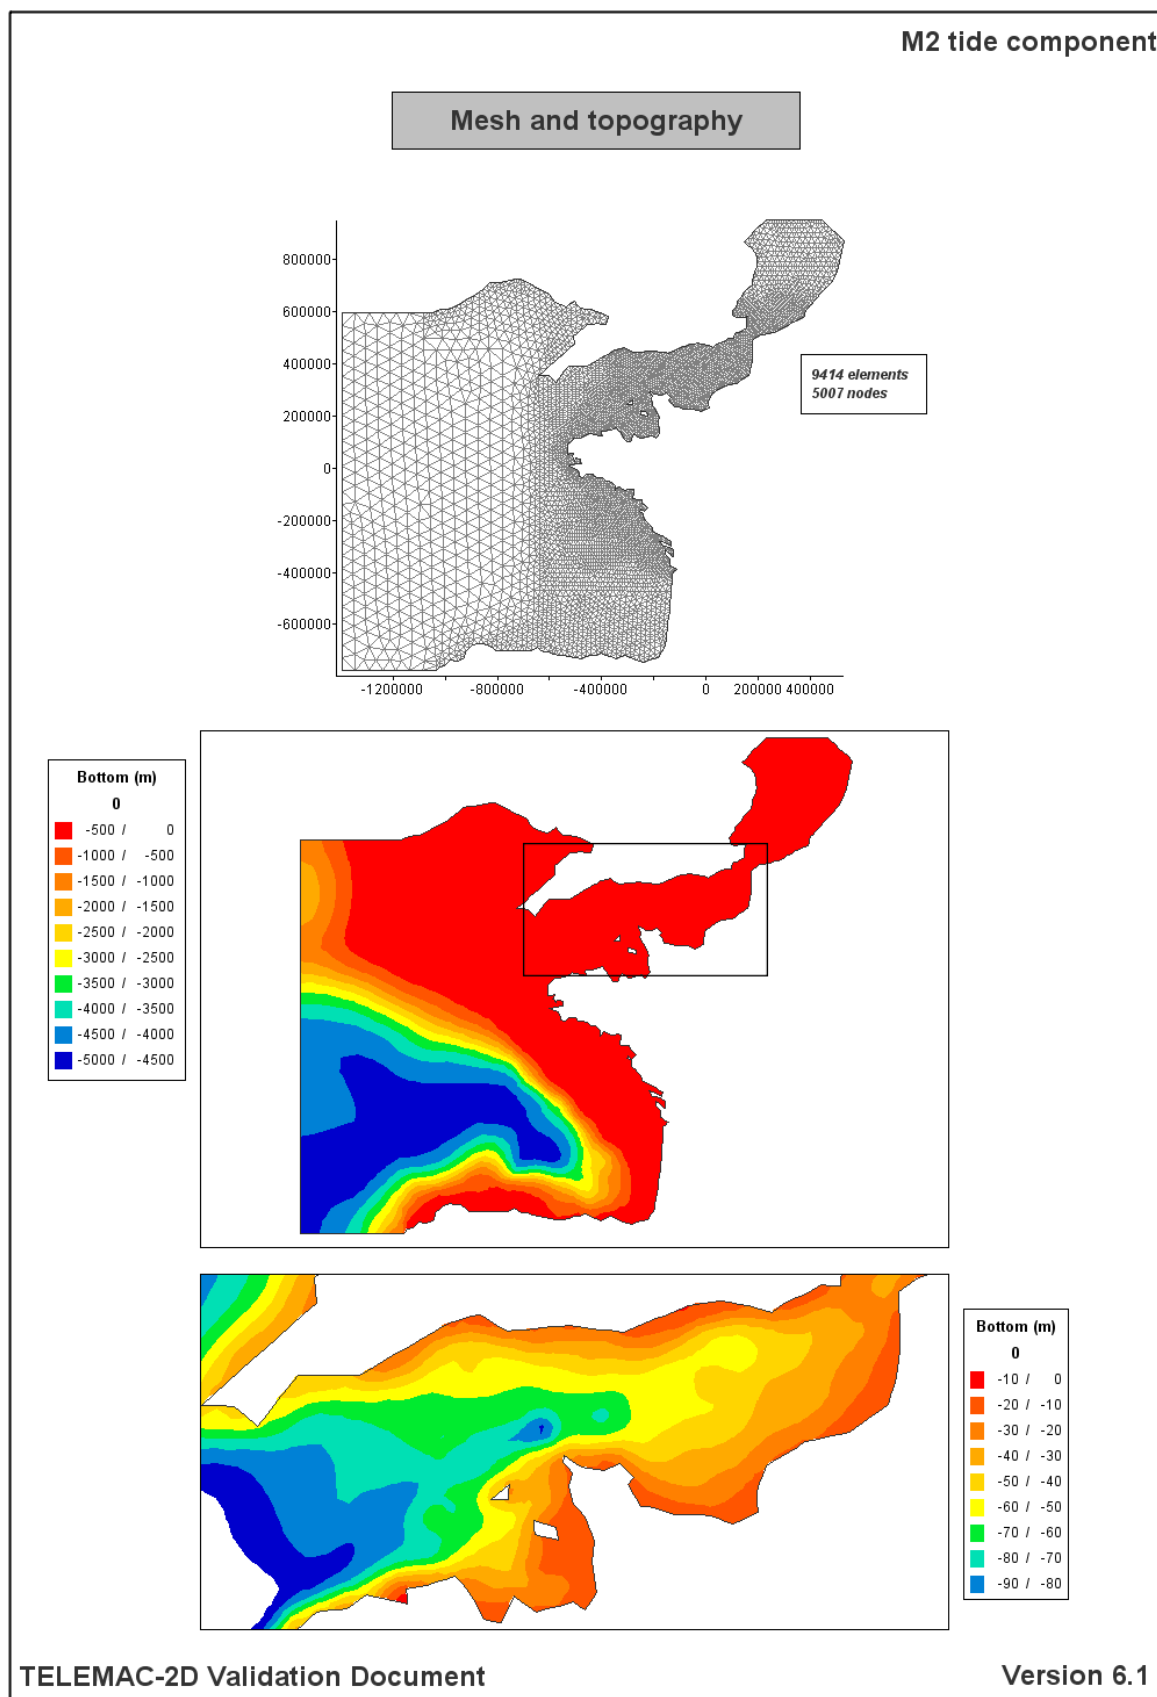 M2 tide component
Mesh and topography
800000
600000
400000
200000
0
-200000
-400000
-600000
-1200000 -800000 -400000 0 200000 400000
9414 elements
5007 nodes
Bottom (m)
0
-500 / 0
-1000 / -500
-1500 / -1000
-2000 / -1500
-2500 / -2000
-3000 / -2500
-3500 / -3000
-4000 / -3500
-4500 / -4000
-5000 / -4500
Bottom (m)
0
-10 / 0
-20 / -10
-30 / -20
-40 / -30
-50 / -40
-60 / -50
-70 / -60
-80 / -70
-90 / -80
TELEMAC-2D Validation Document
Version 6.1